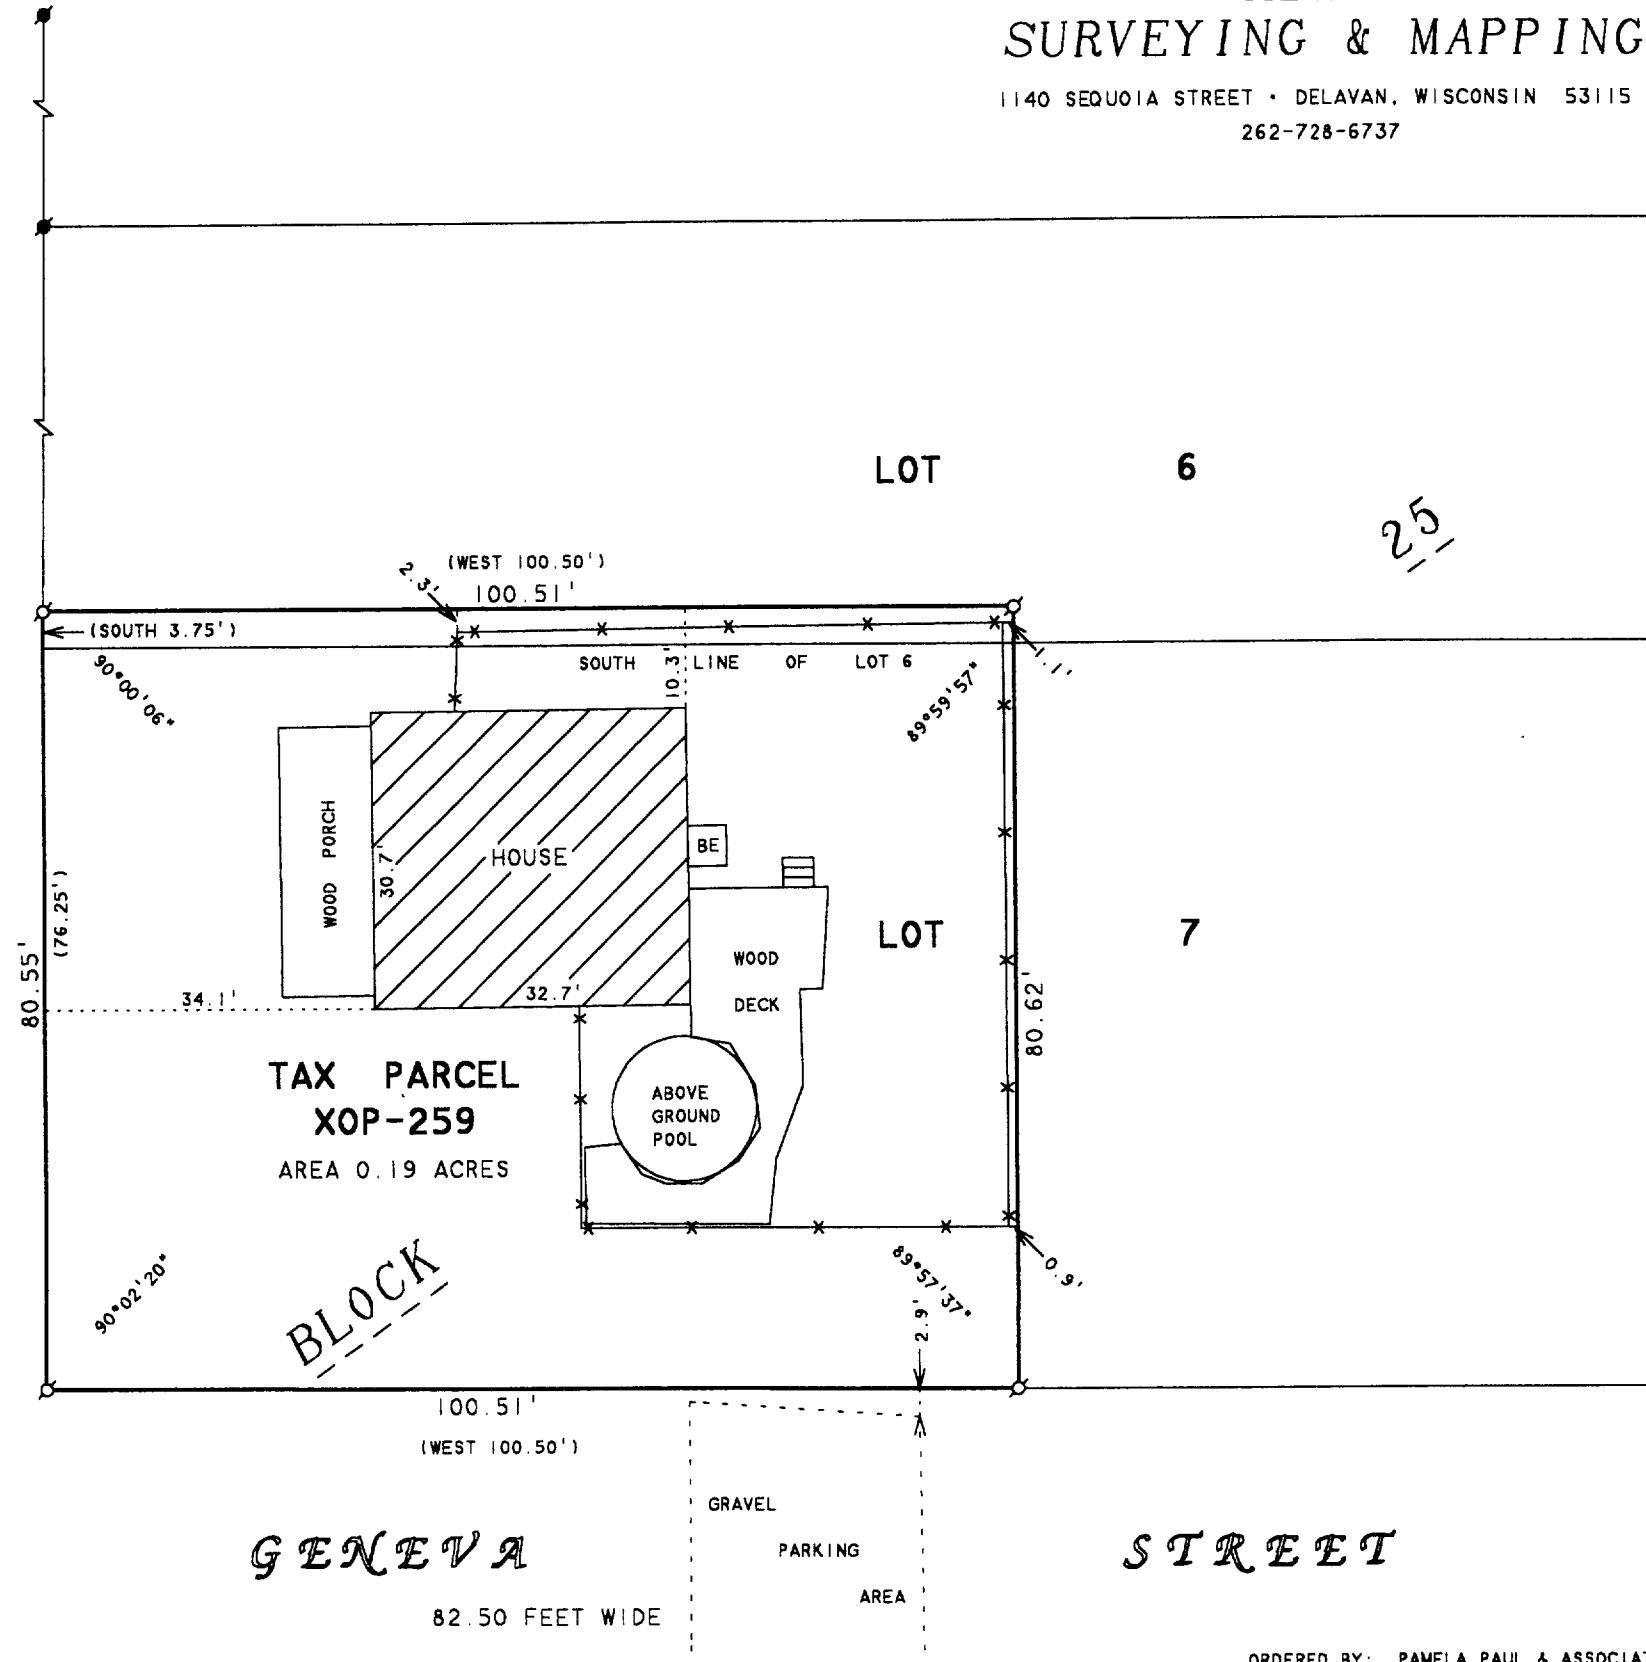 SURVEYING & MAPPING
1140 SEQUOIA STREET • DELAVAN, WISCONSIN 53115
262-728-6737
LOT 6
25
(WEST 100.50')
2.3'
100.51'
(SOUTH 3.75')
SOUTH LINE OF LOT 6
10.3'
1.1'
90°00'06"
89°59'57"
WOOD PORCH
30.7'
HOUSE
BE
(76.25')
80.55'
LOT 7
WOOD
DECK
34.1'
32.7'
80.62'
TAX PARCEL
XOP-259
AREA 0.19 ACRES
ABOVE
GROUND
POOL
90°02'20"
BLOCK
89°57'37"
0.9'
2.9'
100.51'
(WEST 100.50')
GRAVEL
PARKING
AREA
GENEVA STREET
82.50 FEET WIDE
ORDERED BY: PAMELA PAUL & ASSOCIAT